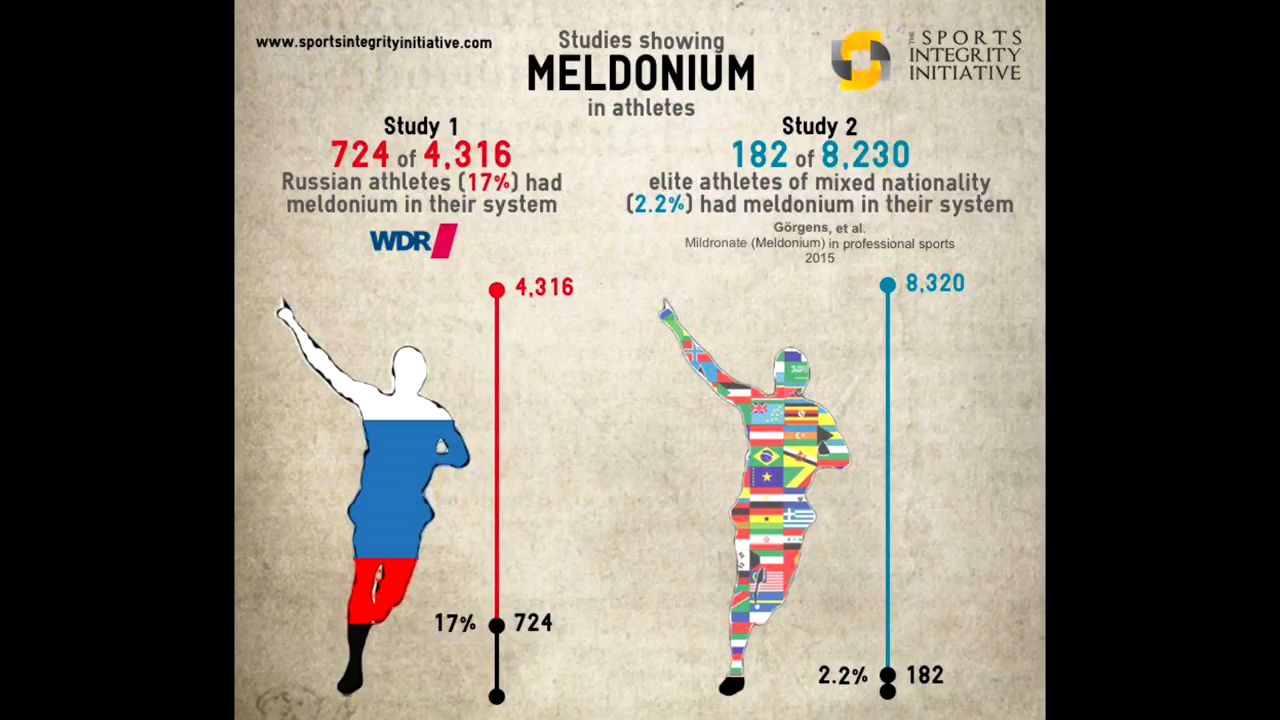 www.sportsintegrityinitiative.com
Studies showing
MELDONIUM
in athletes
THE SPORTS
INTEGRITY
INITIATIVE
Study 1
724 of 4,316
Russian athletes (17%) had
meldonium in their system
WDR
Study 2
182 of 8,230
elite athletes of mixed nationality
(2.2%) had meldonium in their system
Görgens, et al.
Mildronate (Meldonium) in professional sports
2015
4,316
17% 724
8,320
2.2% 182